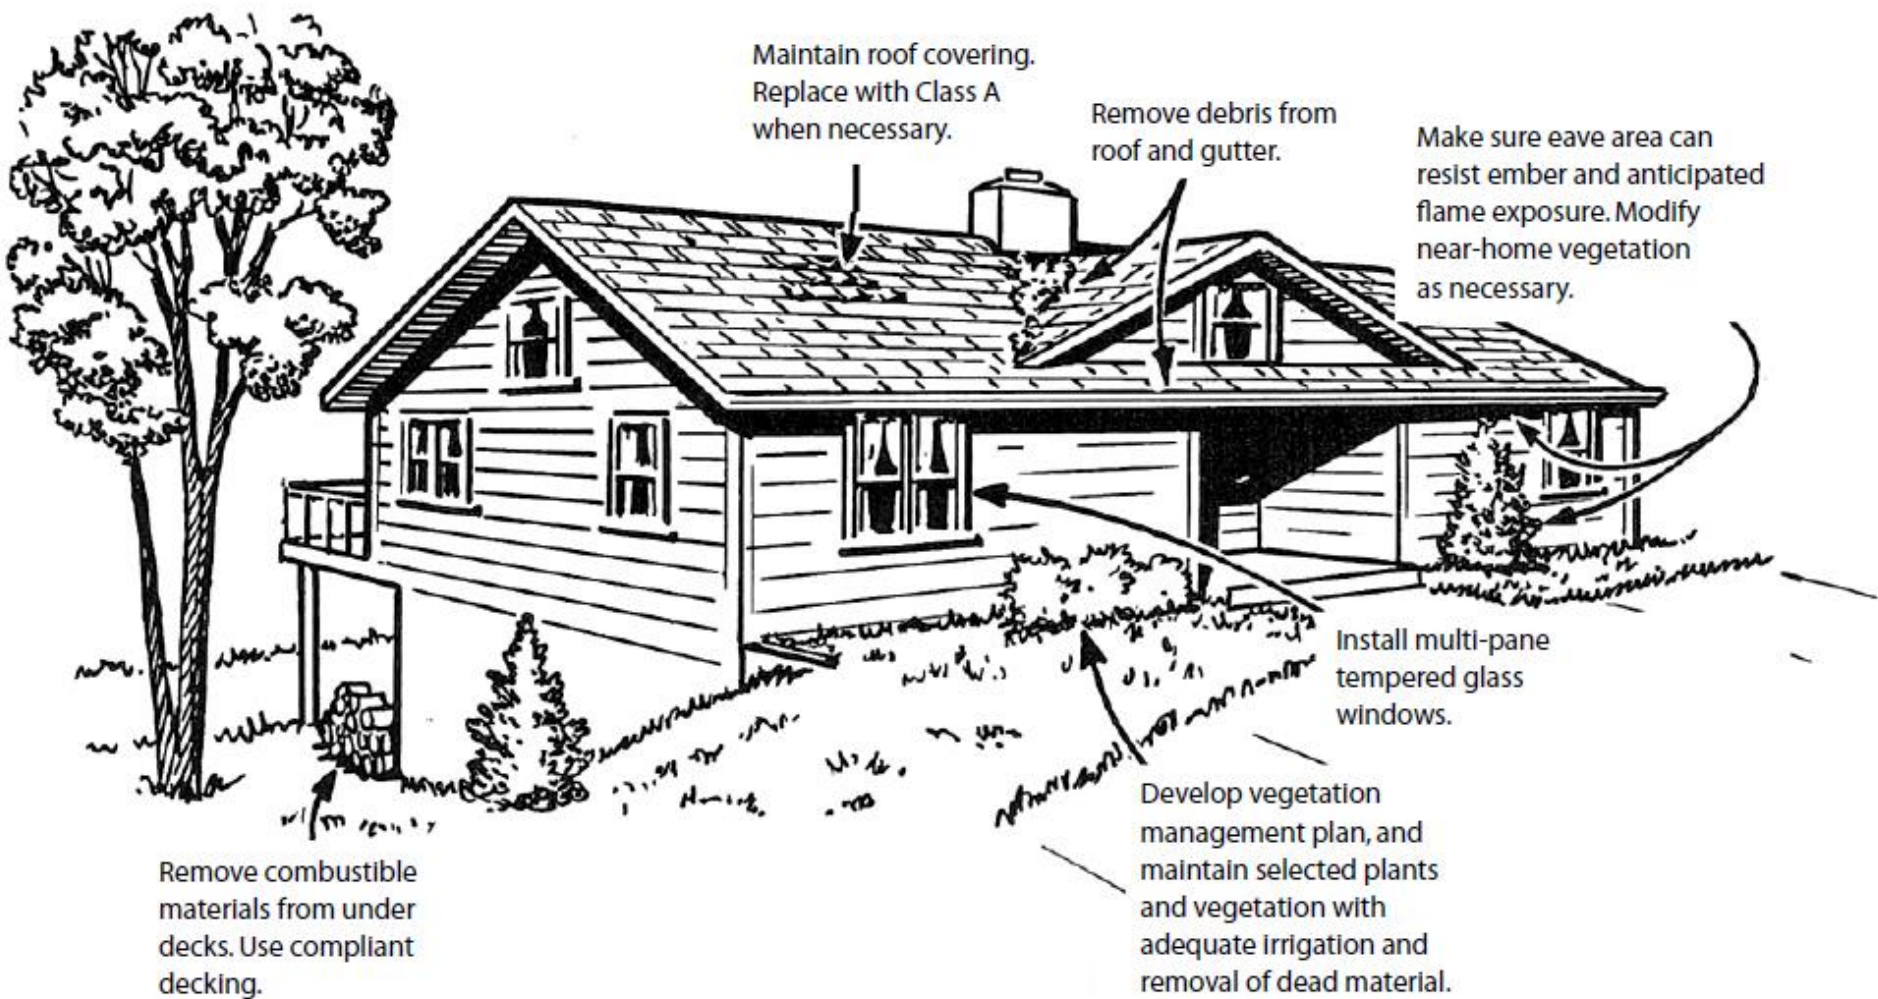 Maintain roof covering.
Replace with Class A
when necessary.
Remove debris from
roof and gutter.
Make sure eave area can
resist ember and anticipated
flame exposure. Modify
near-home vegetation
as necessary.
Install multi-pane
tempered glass
windows.
Develop vegetation
management plan, and
maintain selected plants
and vegetation with
adequate irrigation and
removal of dead material.
Remove combustible
materials from under
decks. Use compliant
decking.